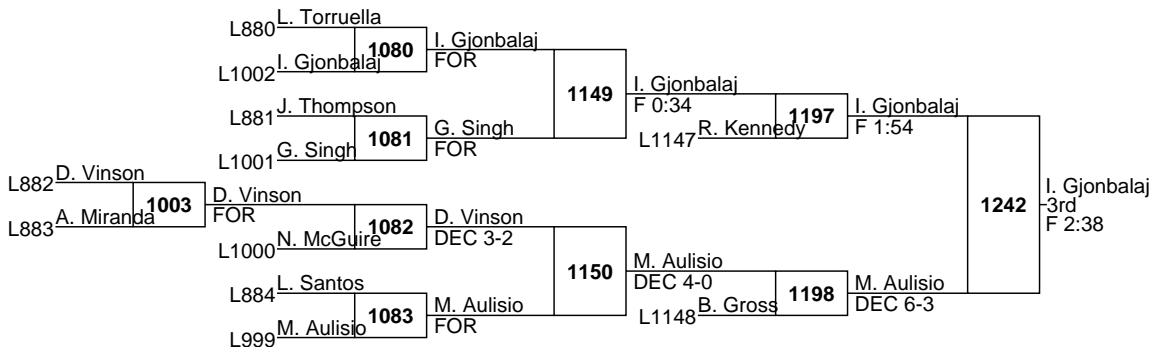 L880 L. Torruella
1080
I. Gjonbalaj
FOR
L1002 I. Gjonbalaj
1149
I. Gjonbalaj
F 0:34
L881 J. Thompson
1081
G. Singh
FOR
L1001 G. Singh
L1147 R. Kennedy
1197
I. Gjonbalaj
F 1:54
L882 D. Vinson
1003
D. Vinson
FOR
L883 A. Miranda
1082
D. Vinson
DEC 3-2
L1000 N. McGuire
1242
I. Gjonbalaj
3rd
F 2:38
1150
M. Aulisio
DEC 4-0
L884 L. Santos
1083
M. Aulisio
FOR
L999 M. Aulisio
L1148 B. Gross
1198
M. Aulisio
DEC 6-3